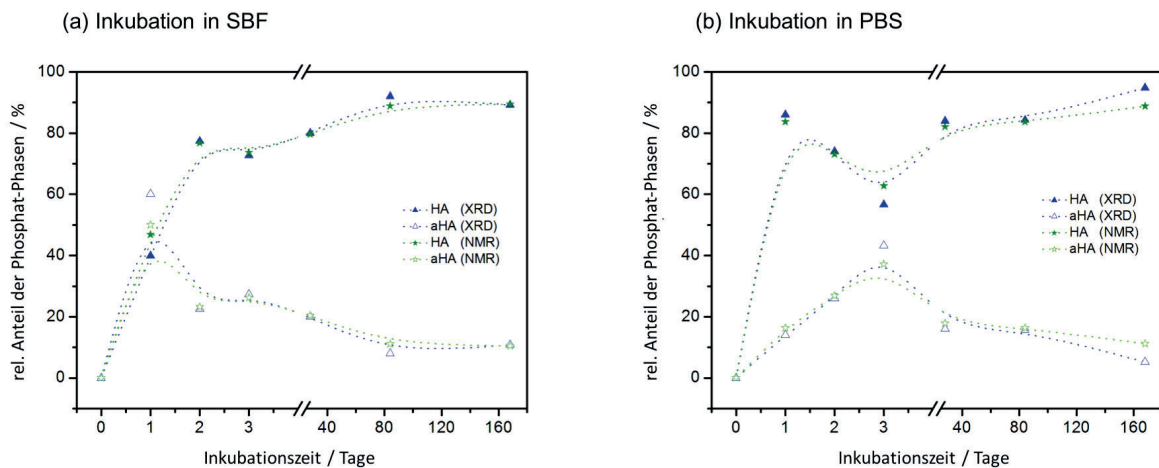 (a) Inkubation in SBF
rel. Anteil der Phosphat-Phasen / %
100
80
60
40
20
0
HA (XRD)
aHA (XRD)
HA (NMR)
aHA (NMR)
0 1 2 3 40 80 120 160
Inkubationszeit / Tage
(b) Inkubation in PBS
rel. Anteil der Phosphat-Phasen / %
100
80
60
40
20
0
HA (XRD)
aHA (XRD)
HA (NMR)
aHA (NMR)
0 1 2 3 40 80 120 160
Inkubationszeit / Tage